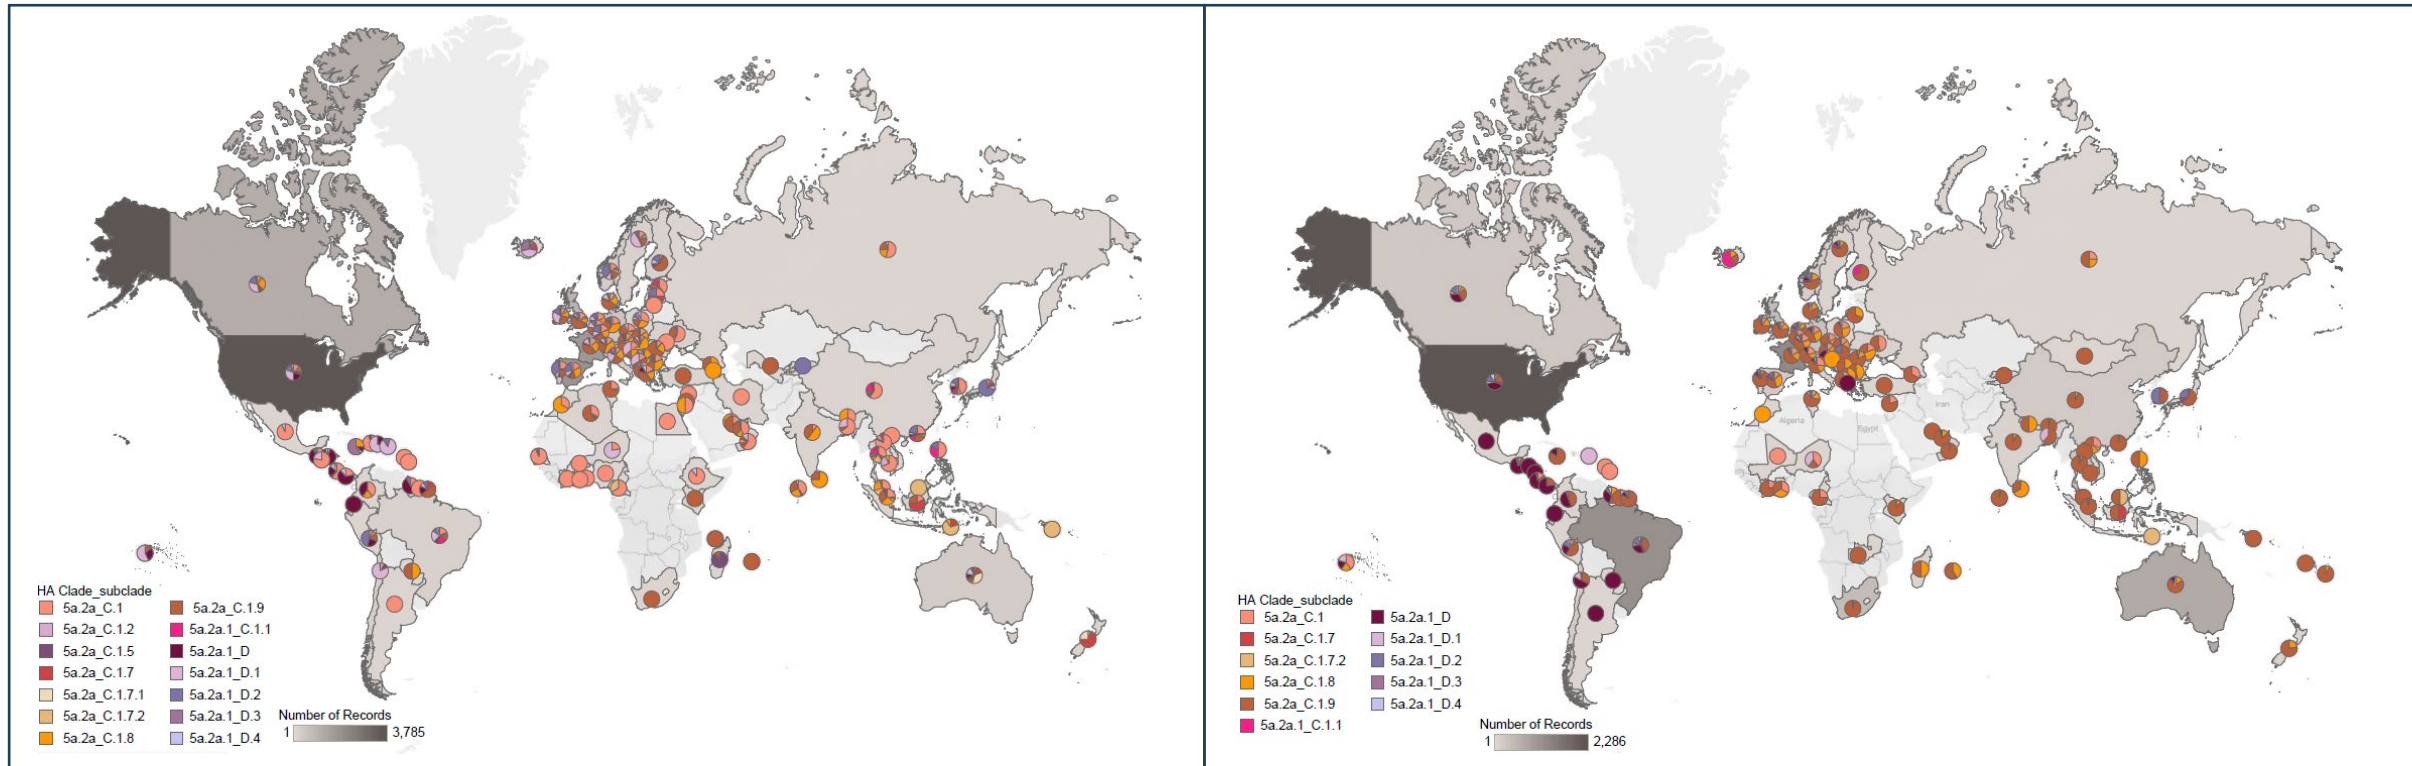 HA Clade_subclade
5a.2a_C.1 5a.2a_C.1.9
5a.2a_C.1.2 5a.2a.1_C.1.1
5a.2a_C.1.5 5a.2a.1_D
5a.2a_C.1.7 5a.2a.1_D.1
5a.2a_C.1.7.1 5a.2a.1_D.2
5a.2a_C.1.7.2 5a.2a.1_D.3
5a.2a_C.1.8 5a.2a.1_D.4
Number of Records
1 3,785
Algeria
Egypt
Iran
HA Clade_subclade
5a.2a_C.1 5a.2a.1_D
5a.2a_C.1.7 5a.2a.1_D.1
5a.2a_C.1.7.2 5a.2a.1_D.2
5a.2a_C.1.8 5a.2a.1_D.3
5a.2a_C.1.9 5a.2a.1_D.4
5a.2a.1_C.1.1
Number of Records
1 2,286